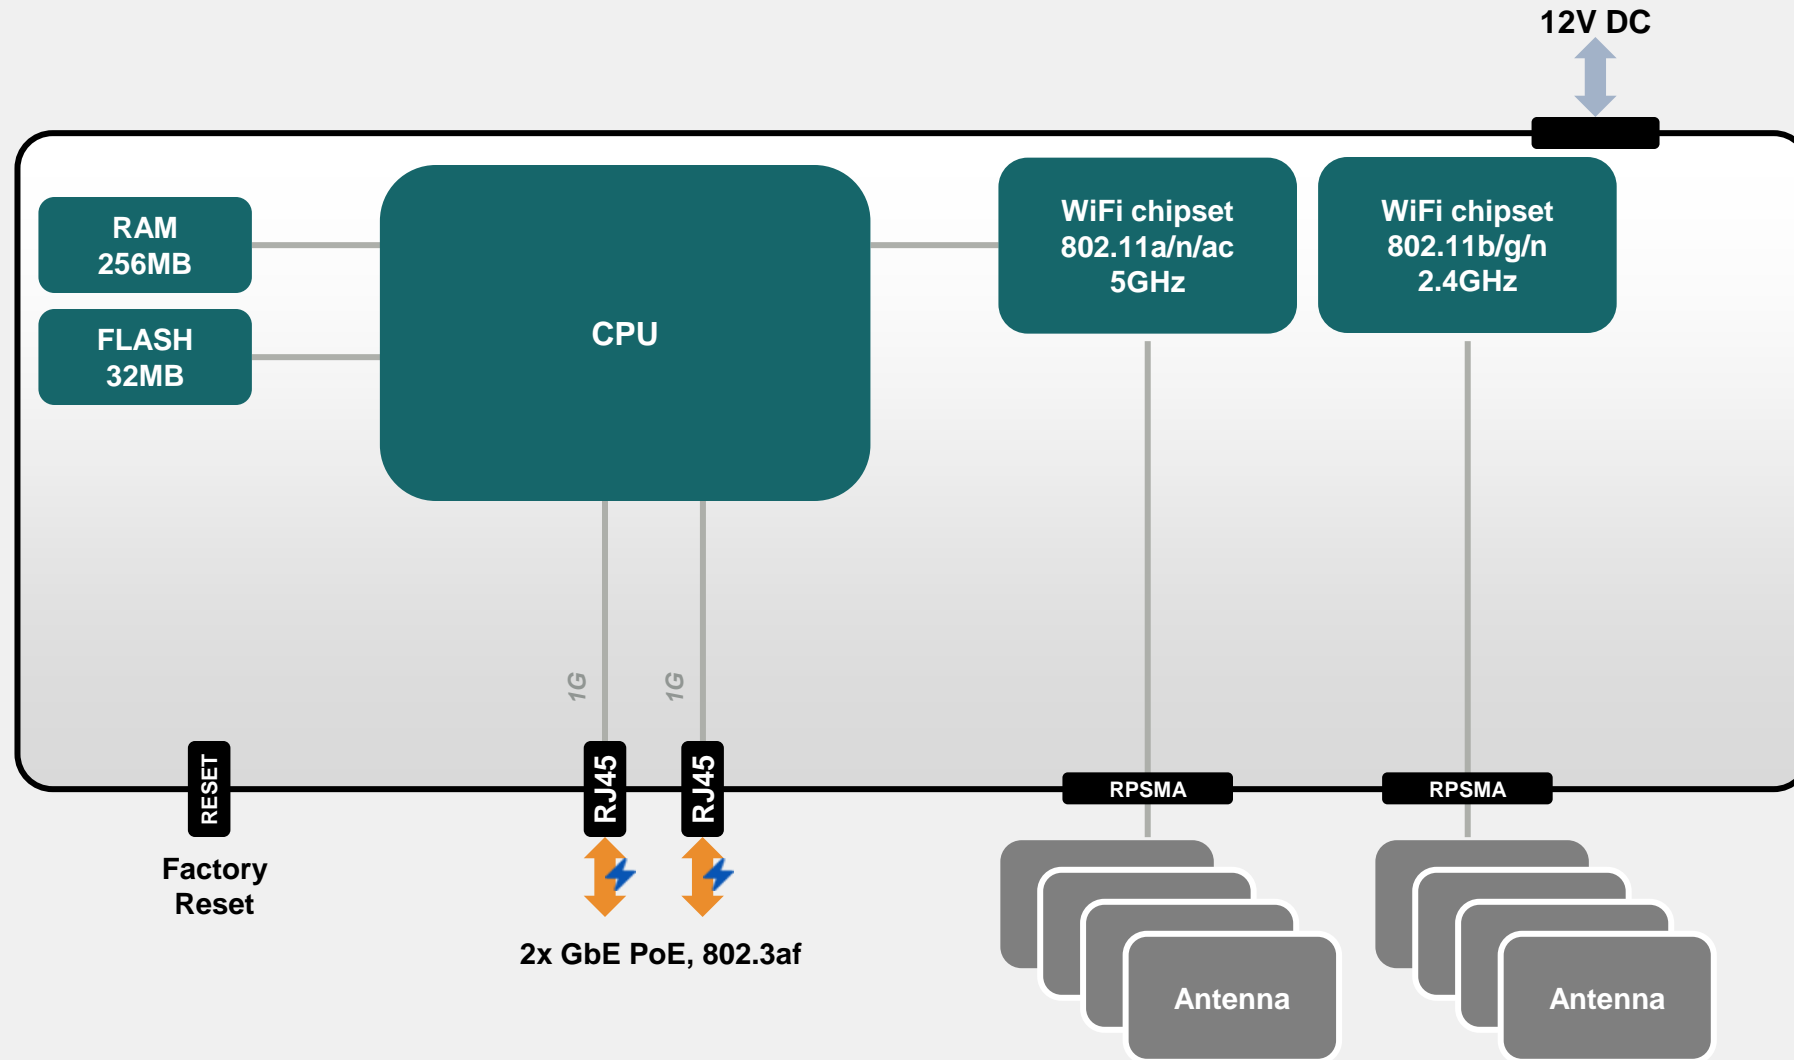 12V DC
RAM
256MB
FLASH
32MB
CPU
WiFi chipset
802.11a/n/ac
5GHz
WiFi chipset
802.11b/g/n
2.4GHz
1G
1G
RESET
RJ45
RJ45
RPSMA
RPSMA
Factory
Reset
2x GbE PoE, 802.3af
Antenna
Antenna